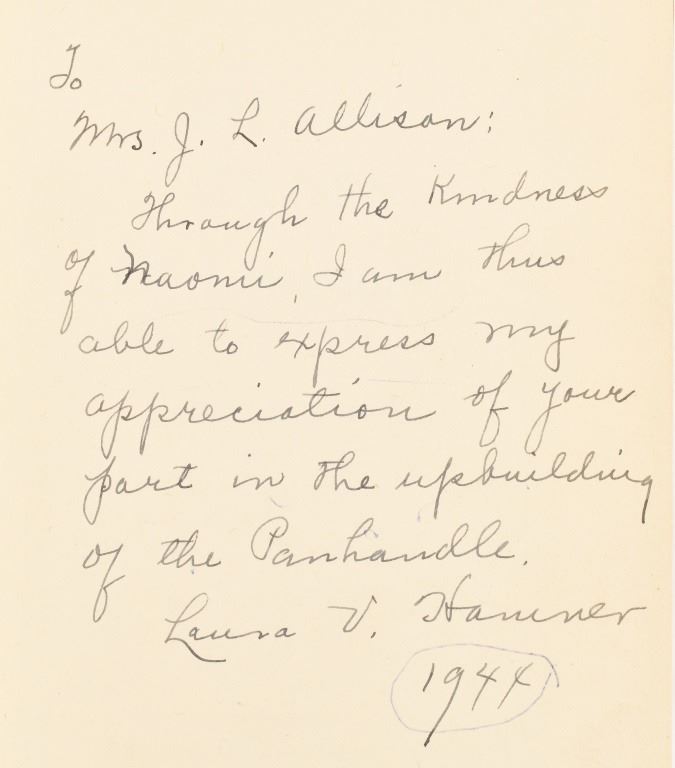 To
Mrs. J. L. Allison:
Through the Kindness
of Naomi, I am thus
able to express my
appreciation of your
part in the upbuilding
of the Panhandle.
Laura V. Hamner
1944